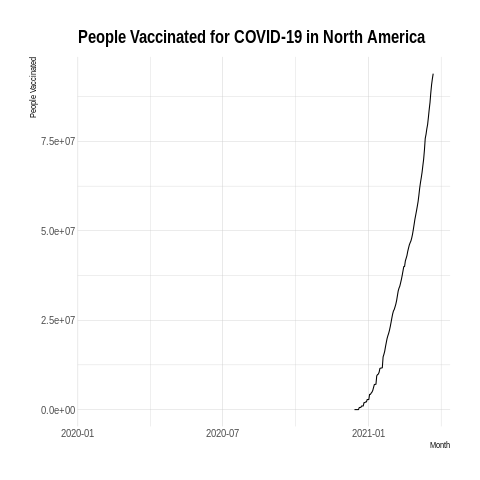 People Vaccinated for COVID-19 in North America
People Vaccinated
7.5e+07
5.0e+07
2.5e+07
0.0e+00
2020-01
2020-07
2021-01
Month